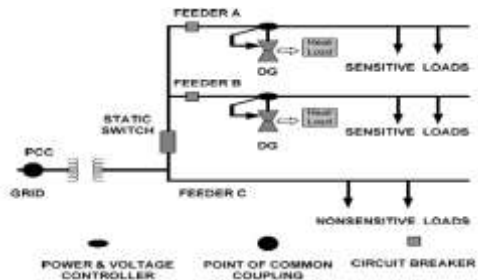 FEEDER A
Heat
Load
DG
SENSITIVE LOADS
FEEDER B
Heat
Load
DG
SENSITIVE LOADS
STATIC
SWITCH
PCC
GRID
FEEDER C
NONSENSITIVE LOADS
POWER & VOLTAGE
CONTROLLER
POINT OF COMMON
COUPLING
CIRCUIT BREAKER